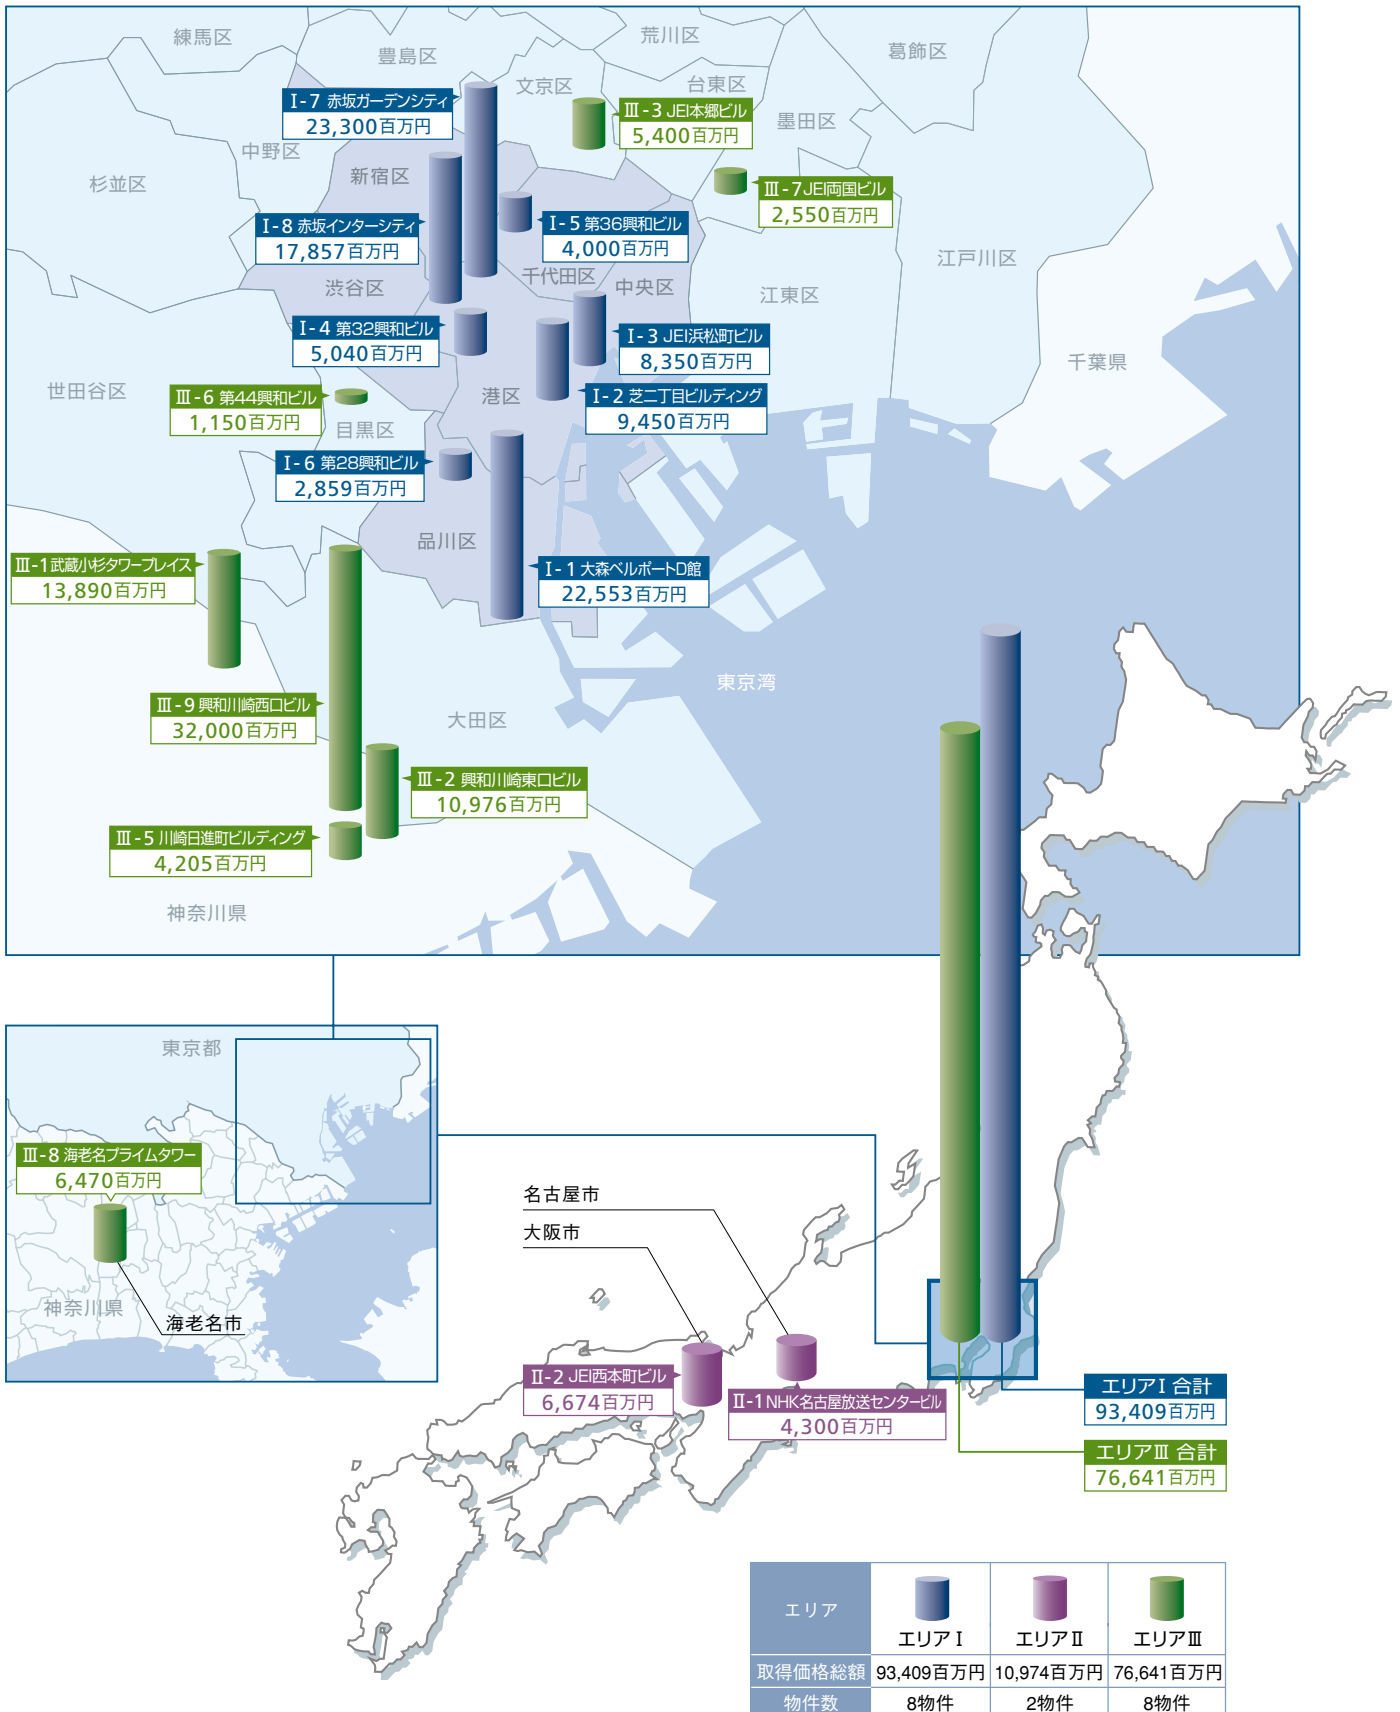 練馬区
豊島区
荒川区
葛飾区
文京区
台東区
墨田区
中野区
杉並区
新宿区
I-7 赤坂ガーデンシティ
23,300百万円
III-3 JEI本郷ビル
5,400百万円
III-7 JEI両国ビル
2,550百万円
I-8 赤坂インターシティ
17,857百万円
I-5 第36興和ビル
4,000百万円
江戸川区
千代田区
渋谷区
中央区
江東区
I-4 第32興和ビル
5,040百万円
I-3 JEI浜松町ビル
8,350百万円
千葉県
世田谷区
III-6 第44興和ビル
1,150百万円
港区
I-2 芝二丁目ビルディング
9,450百万円
目黒区
I-6 第28興和ビル
2,859百万円
品川区
III-1 武蔵小杉タワープレイス
13,890百万円
I-1 大森ベルポートD館
22,553百万円
東京湾
III-9 興和川崎西口ビル
32,000百万円
大田区
III-2 興和川崎東口ビル
10,976百万円
III-5 川崎日進町ビルディング
4,205百万円
神奈川県
東京都
III-8 海老名プライムタワー
6,470百万円
神奈川県
海老名市
名古屋市
大阪市
II-2 JEI西本町ビル
6,674百万円
II-1 NHK名古屋放送センタービル
4,300百万円
エリアI 合計
93,409百万円
エリアIII 合計
76,641百万円
エリア エリアI エリアII エリアIII
取得価格総額 93,409百万円 10,974百万円 76,641百万円
物件数 8物件 2物件 8物件